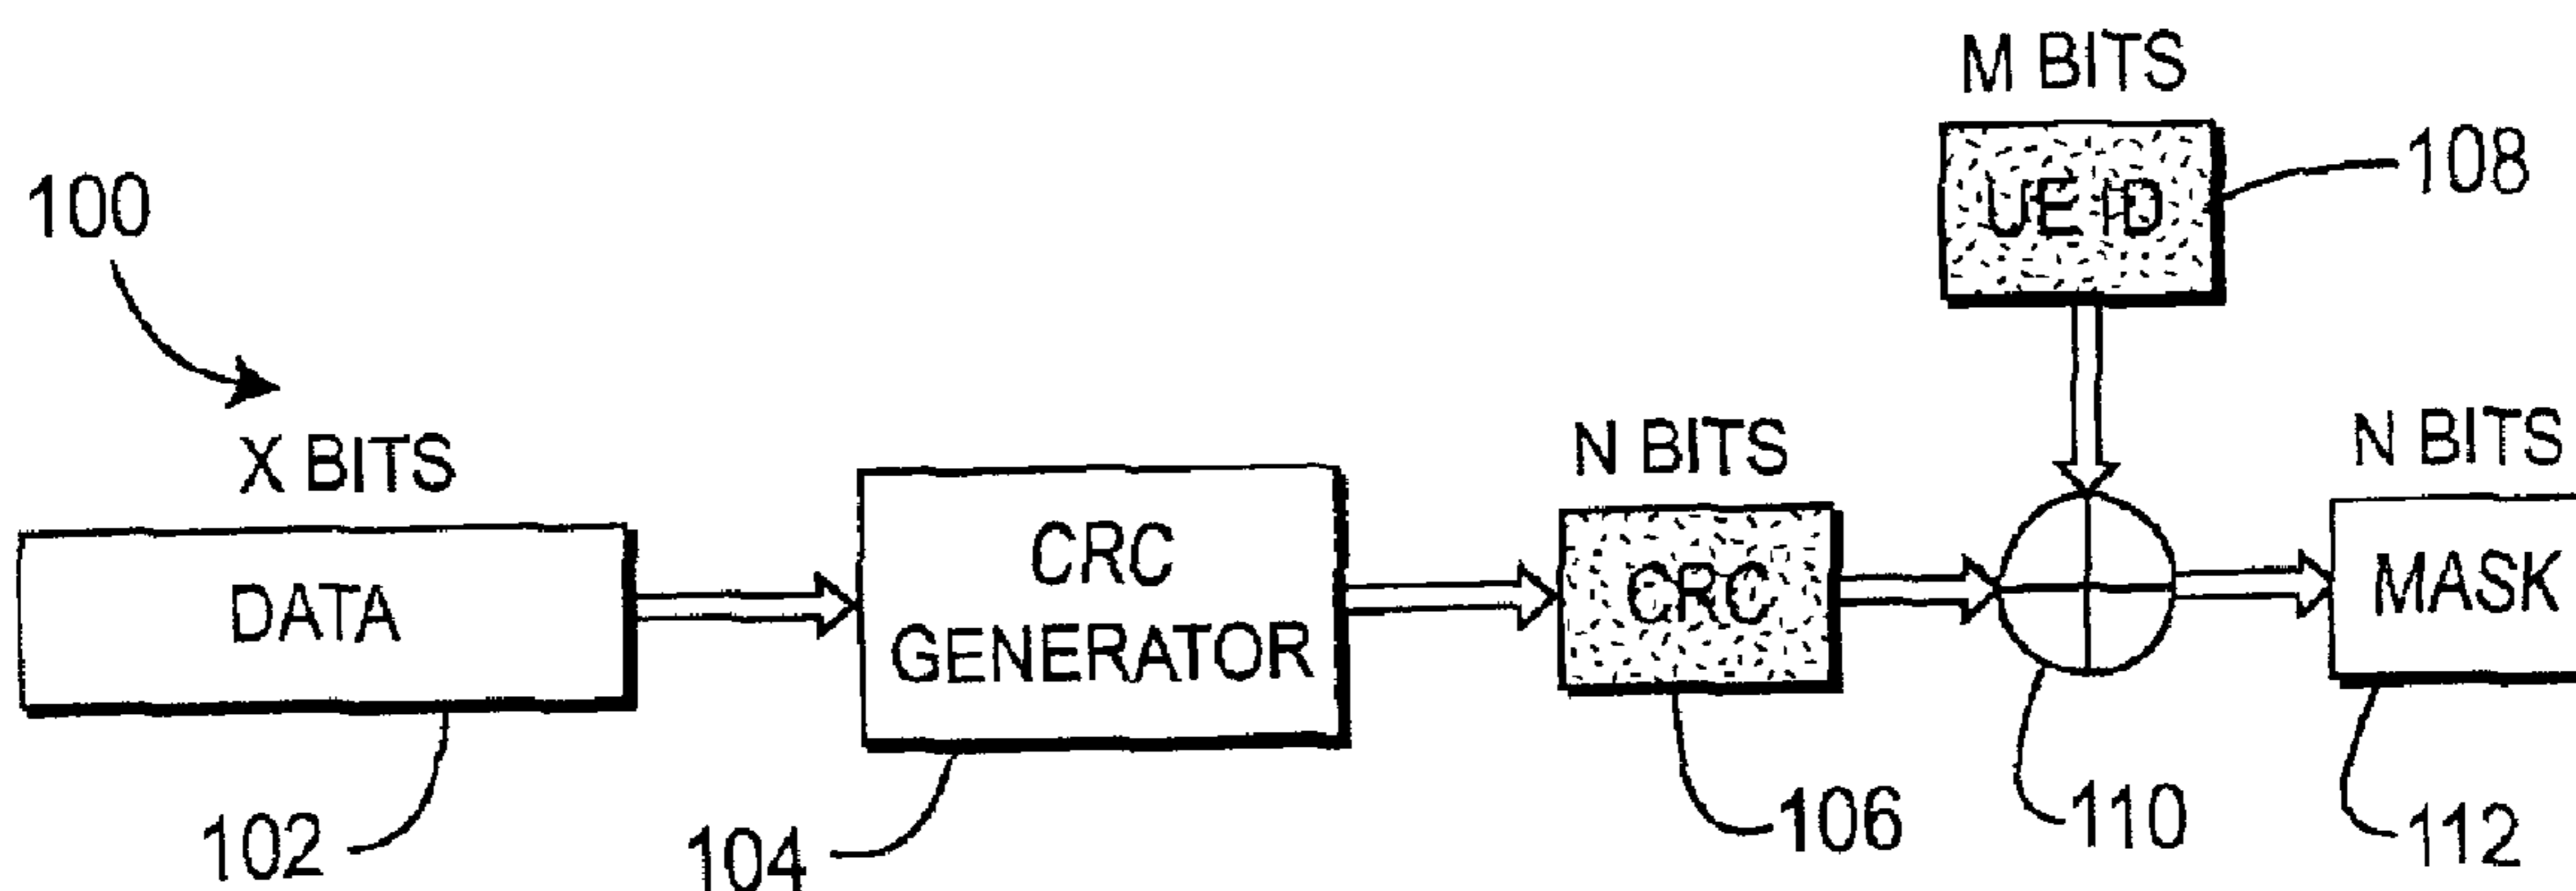 M BITS
UE ID
108
100
X BITS
N BITS
N BITS
DATA
CRC
GENERATOR
CRC
MASK
102
104
106
110
112